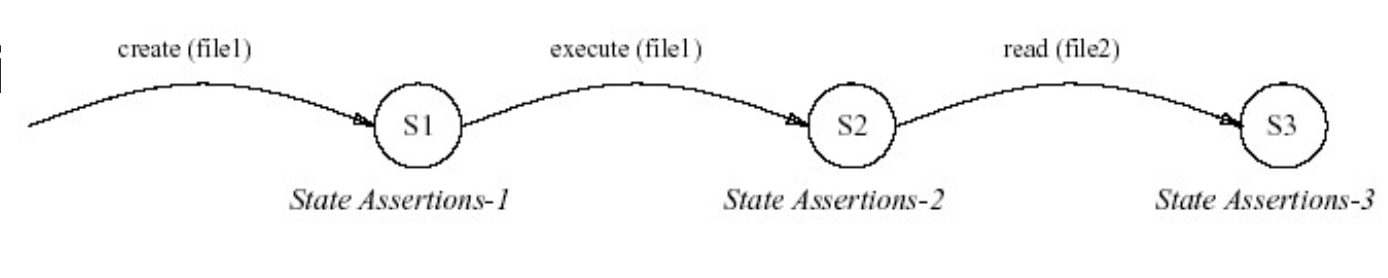 create (file1) execute (file1) read (file2)
S1 S2 S3
State Assertions-1 State Assertions-2 State Assertions-3